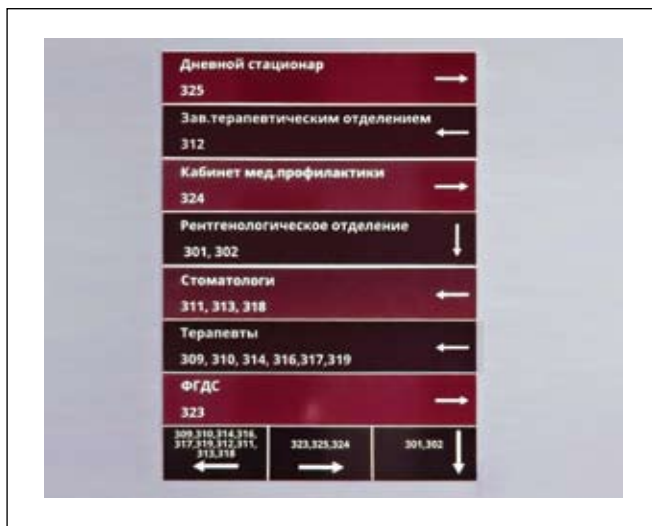 Дневной стационар
325
Зав.терапевтическим отделением
312
Кабинет мед.профилактики
324
Рентгенологическое отделение
301, 302
Стоматологи
311, 313, 318
Терапевты
309, 310, 314, 316,317,319
ФГДС
323
309,310,314,316,
317,319,312,311,
313,318
323,325,324
301,302